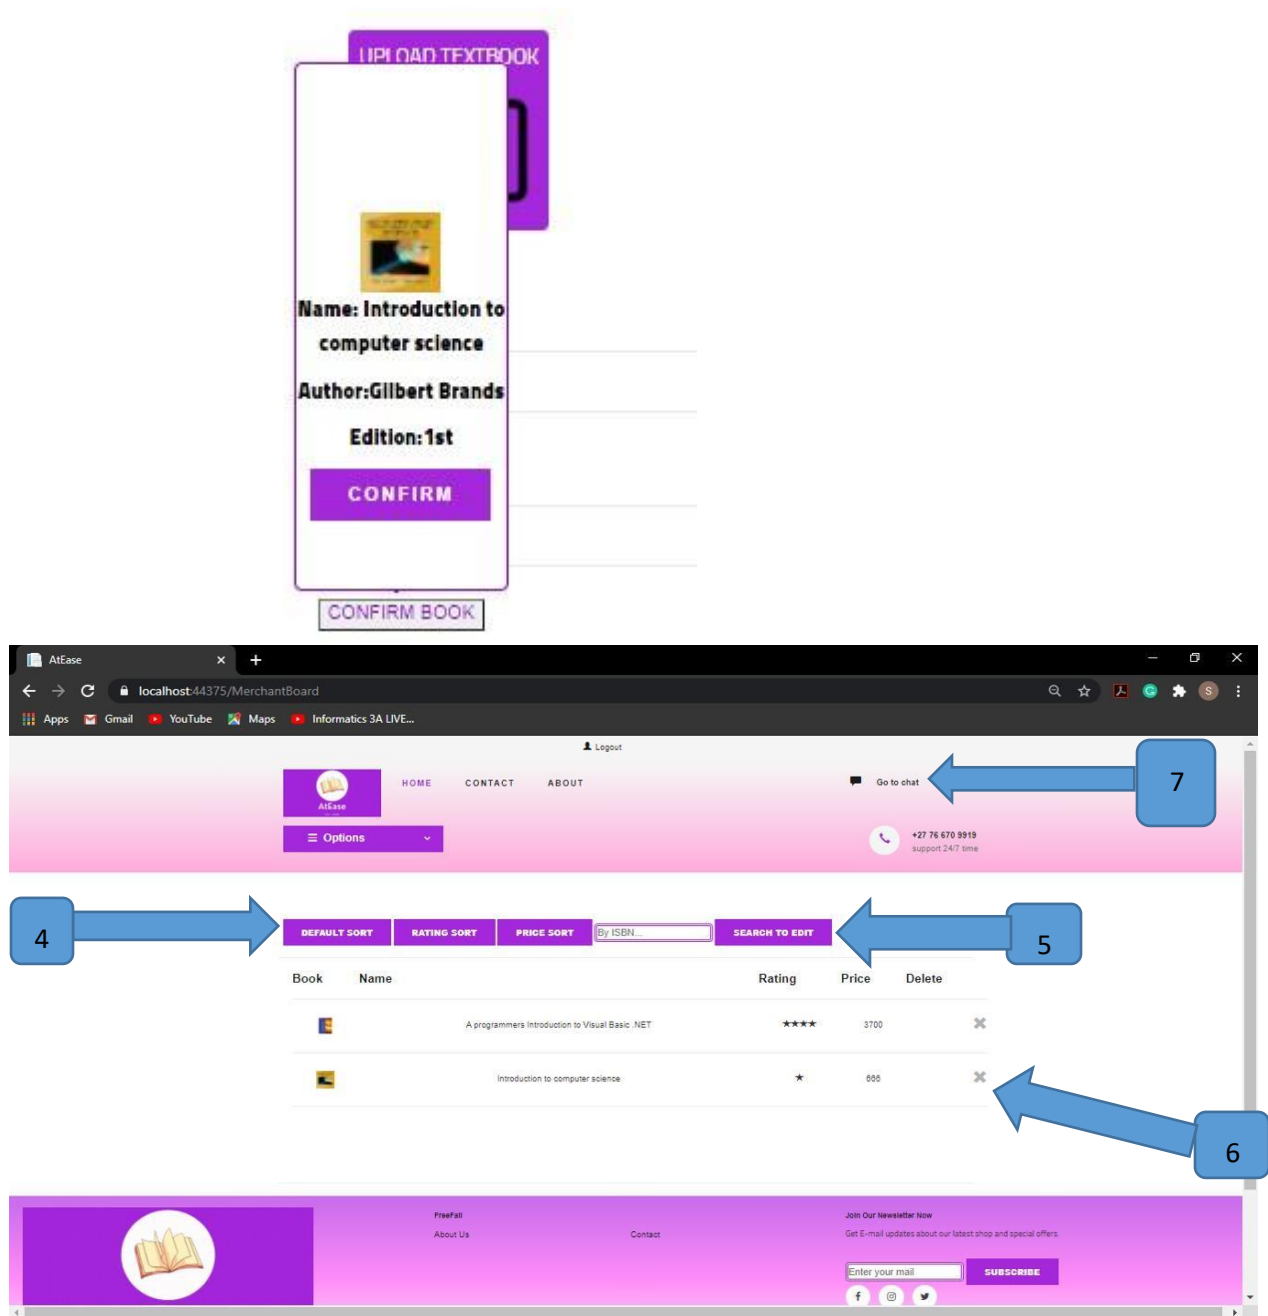 UPLOAD TEXTBOOK
Name: Introduction to
computer science
Author:Gilbert Brands
Edition:1st
CONFIRM
CONFIRM BOOK
AtEase
localhost:44375/MerchantBoard
S
Apps Gmail YouTube Maps Informatics 3A LIVE...
Logout
7
HOME CONTACT ABOUT
Go to chat
AtEase
Options
+27 76 670 9919
support 24/7 time
4
5
DEFAULT SORT RATING SORT PRICE SORT By ISBN... SEARCH TO EDIT
Book Name Rating Price Delete
A programmers Introduction to Visual Basic .NET ★★★★ 3700
Introduction to computer science ★ 666
6
FreeFall
Join Our Newsletter Now
About Us Contact Get E-mail updates about our latest shop and special offers.
Enter your mail SUBSCRIBE